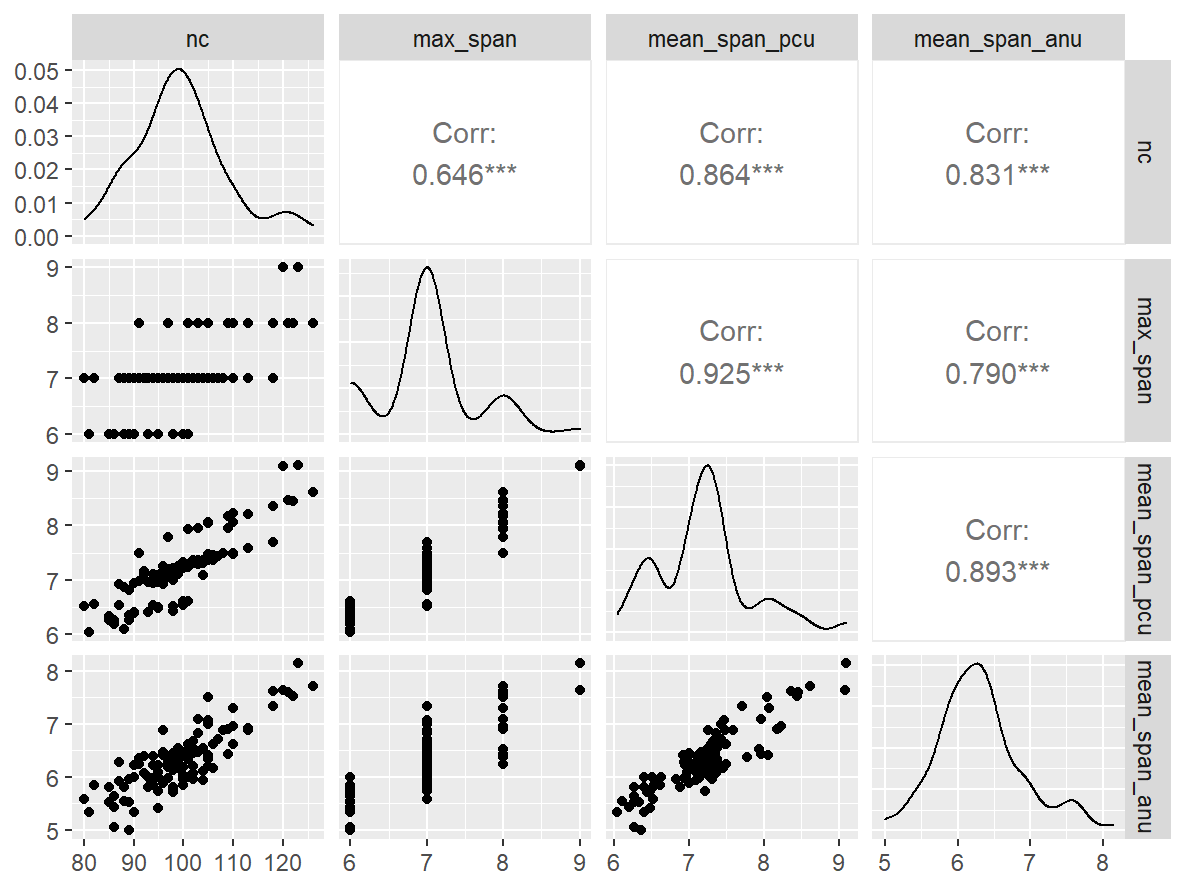 nc max_span mean_span_pcu mean_span_anu
0.05
0.04
0.03
0.02
0.01
0.00
Corr:
0.646***
Corr:
0.864***
Corr:
0.831***
nc
9
8
7
6
Corr:
0.925***
Corr:
0.790***
max_span
9
8
7
6
Corr:
0.893***
mean_span_pcu
8
7
6
5
mean_span_anu
80 90 100 110 120 6 7 8 9 6 7 8 9 5 6 7 8